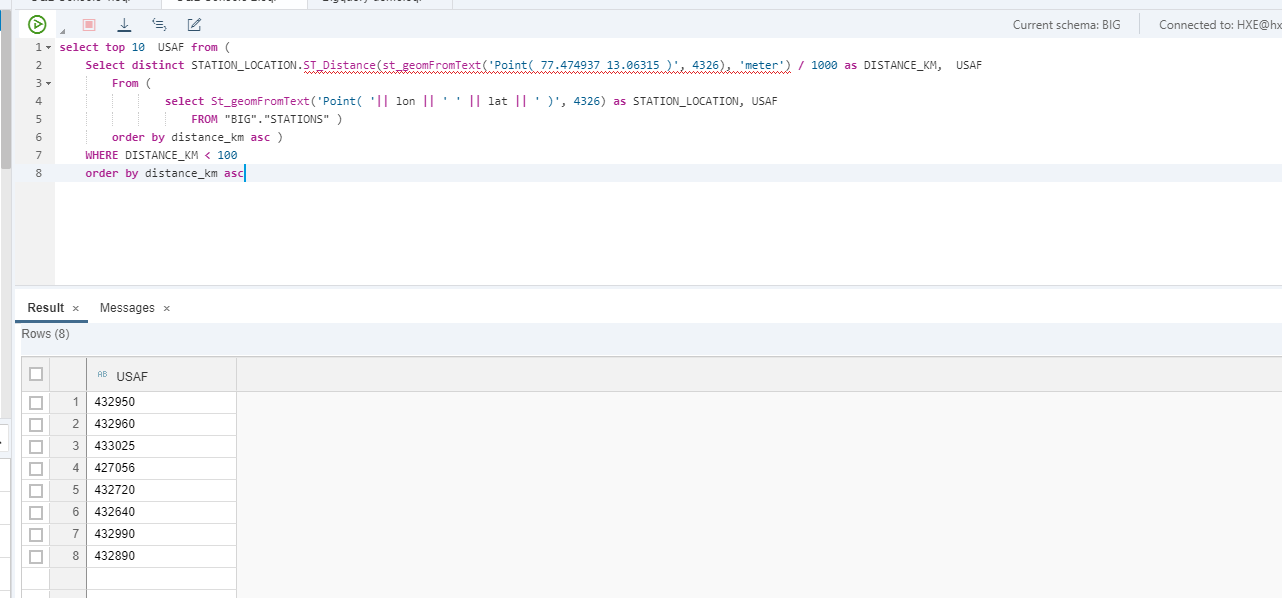 Current schema: BIG
Connected to: HXE@hx
1 select top 10  USAF from (
2 Select distinct STATION_LOCATION.ST_Distance(st_geomFromText('Point( 77.474937 13.06315 )', 4326), 'meter') / 1000 as DISTANCE_KM,  USAF
3 From (
4 select St_geomFromText('Point( '|| lon || ' ' || lat || ' )', 4326) as STATION_LOCATION, USAF
5 FROM "BIG"."STATIONS" )
6 order by distance_km asc )
7 WHERE DISTANCE_KM < 100
8 order by distance_km asc
Result × Messages ×
Rows (8)
AB USAF
1 432950
2 432960
3 433025
4 427056
5 432720
6 432640
7 432990
8 432890